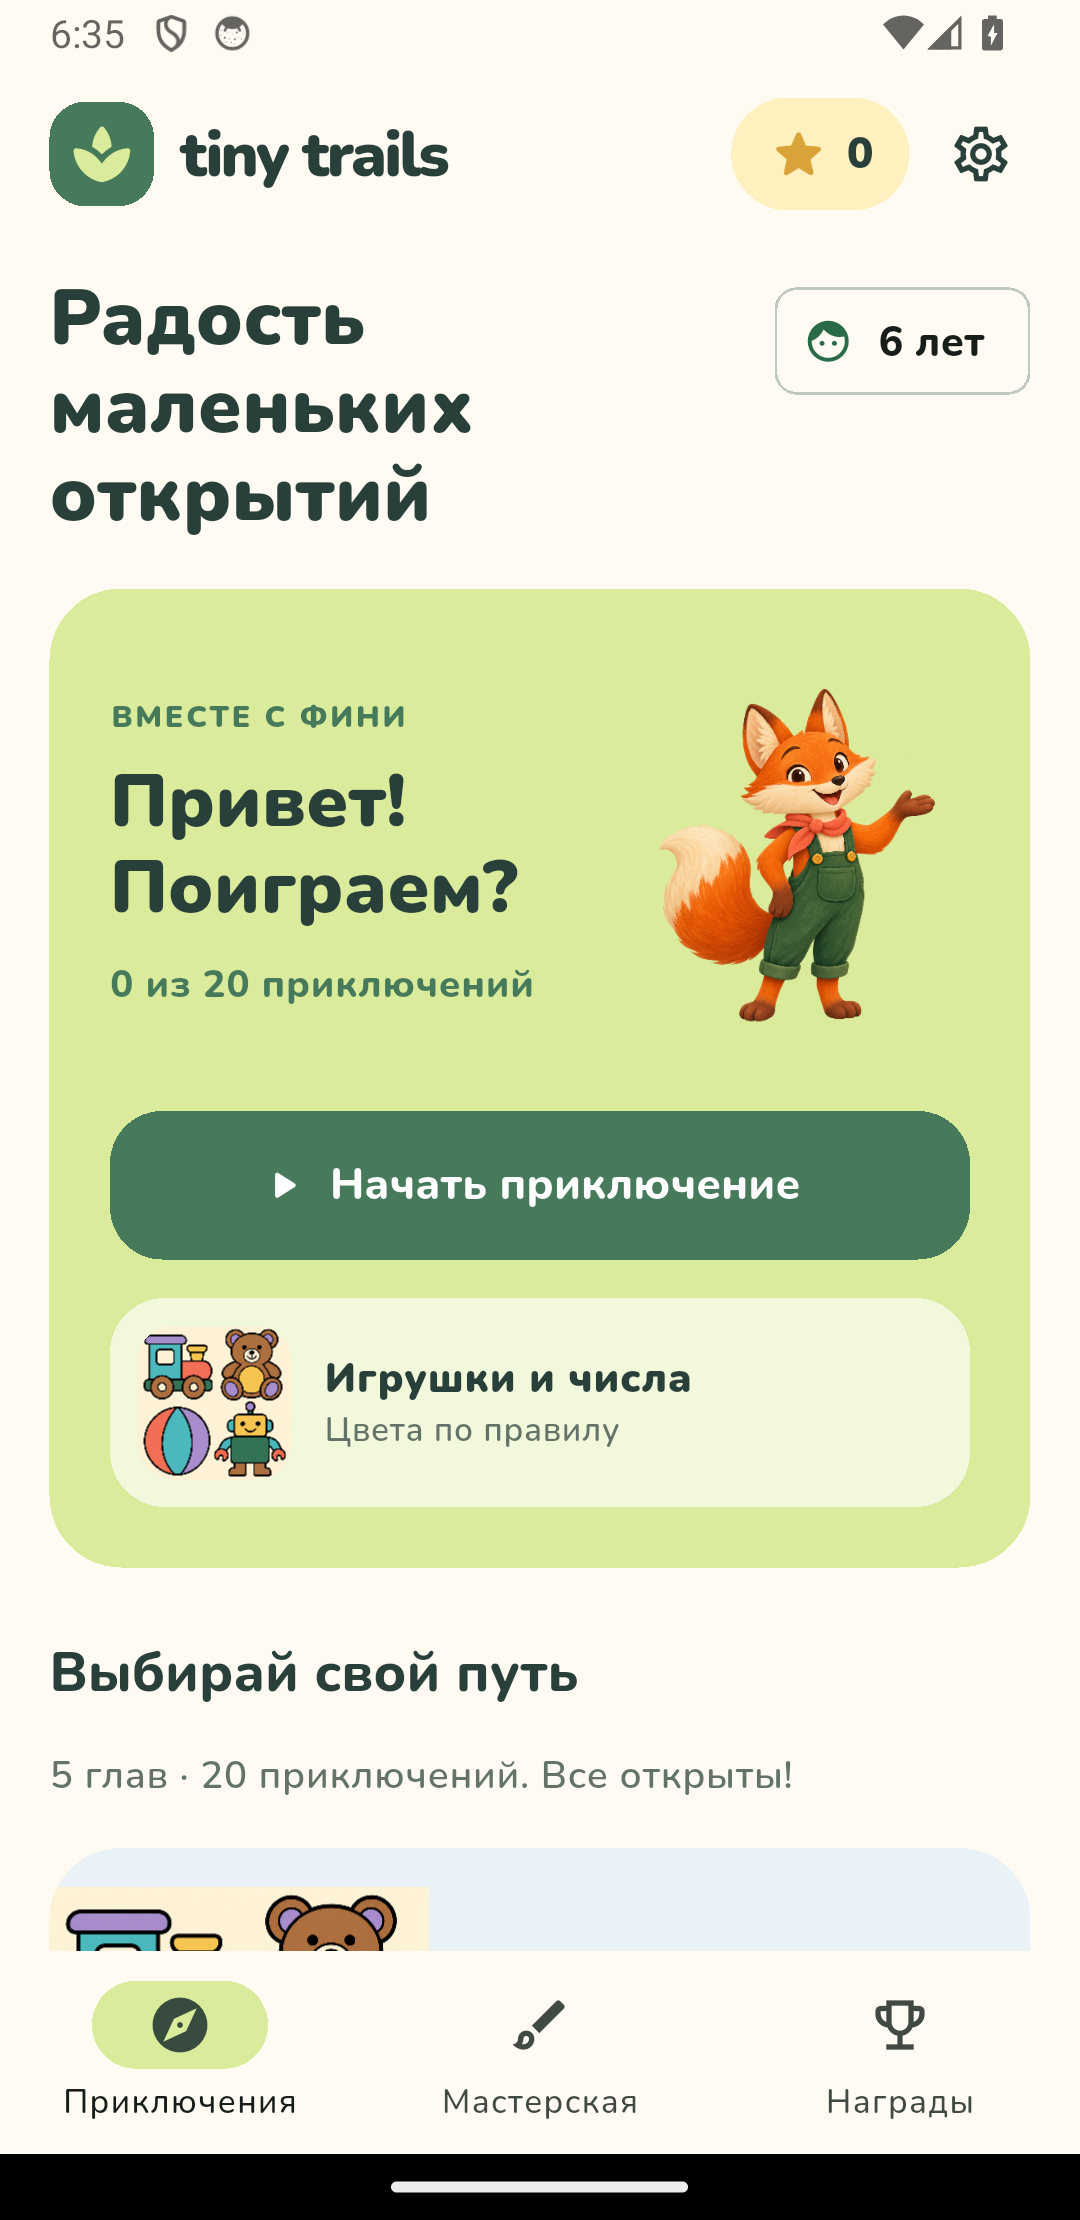 6:35
tiny trails
0
Радость
маленьких
открытий
6 лет
ВМЕСТЕ С ФИНИ
Привет!
Поиграем?
0 из 20 приключений
Начать приключение
Игрушки и числа
Цвета по правилу
Выбирай свой путь
5 глав · 20 приключений. Все открыты!
Приключения
Мастерская
Награды